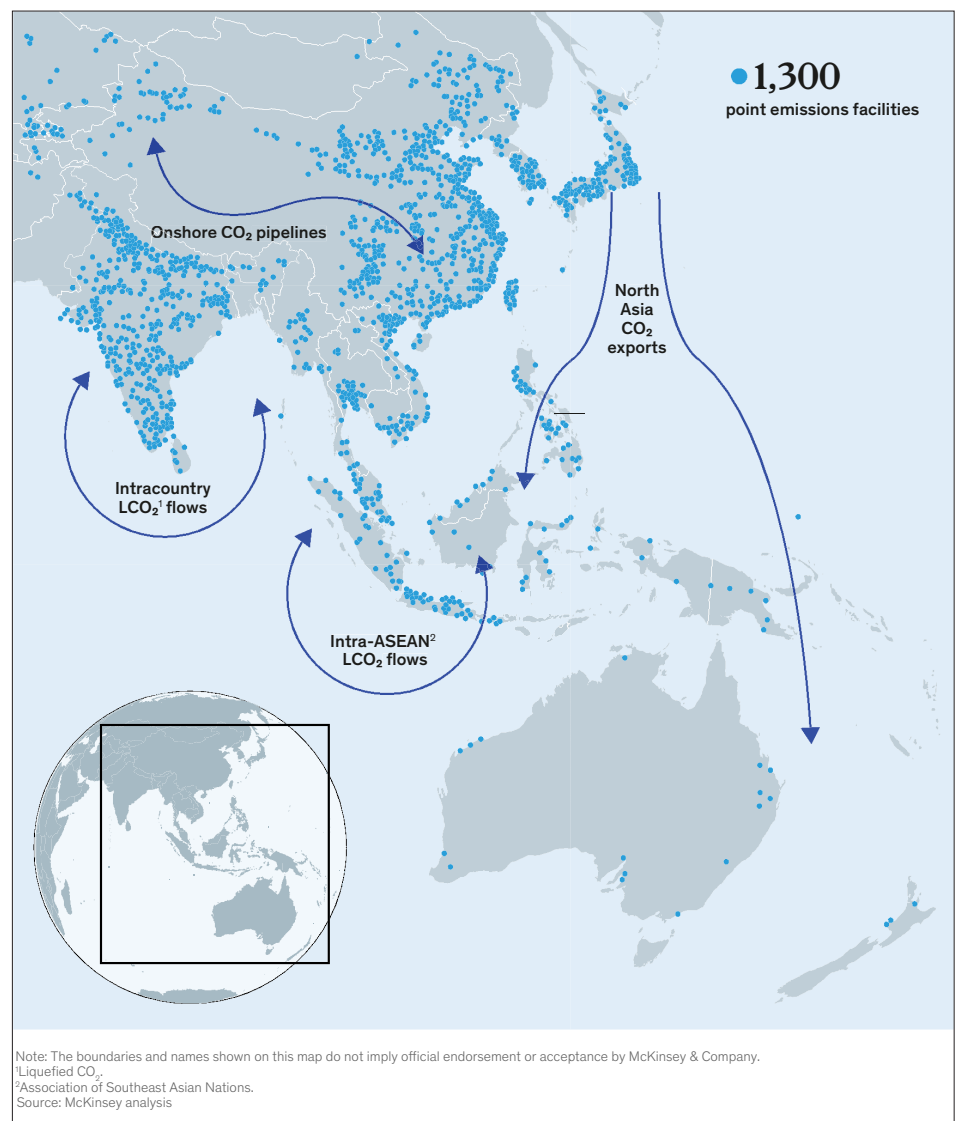 1,300
point emissions facilities
Onshore CO₂ pipelines
North
Asia
CO₂
exports
Intracountry
LCO₂¹ flows
Intra-ASEAN²
LCO₂ flows
Note: The boundaries and names shown on this map do not imply official endorsement or acceptance by McKinsey & Company.
¹Liquefied CO₂.
²Association of Southeast Asian Nations.
Source: McKinsey analysis